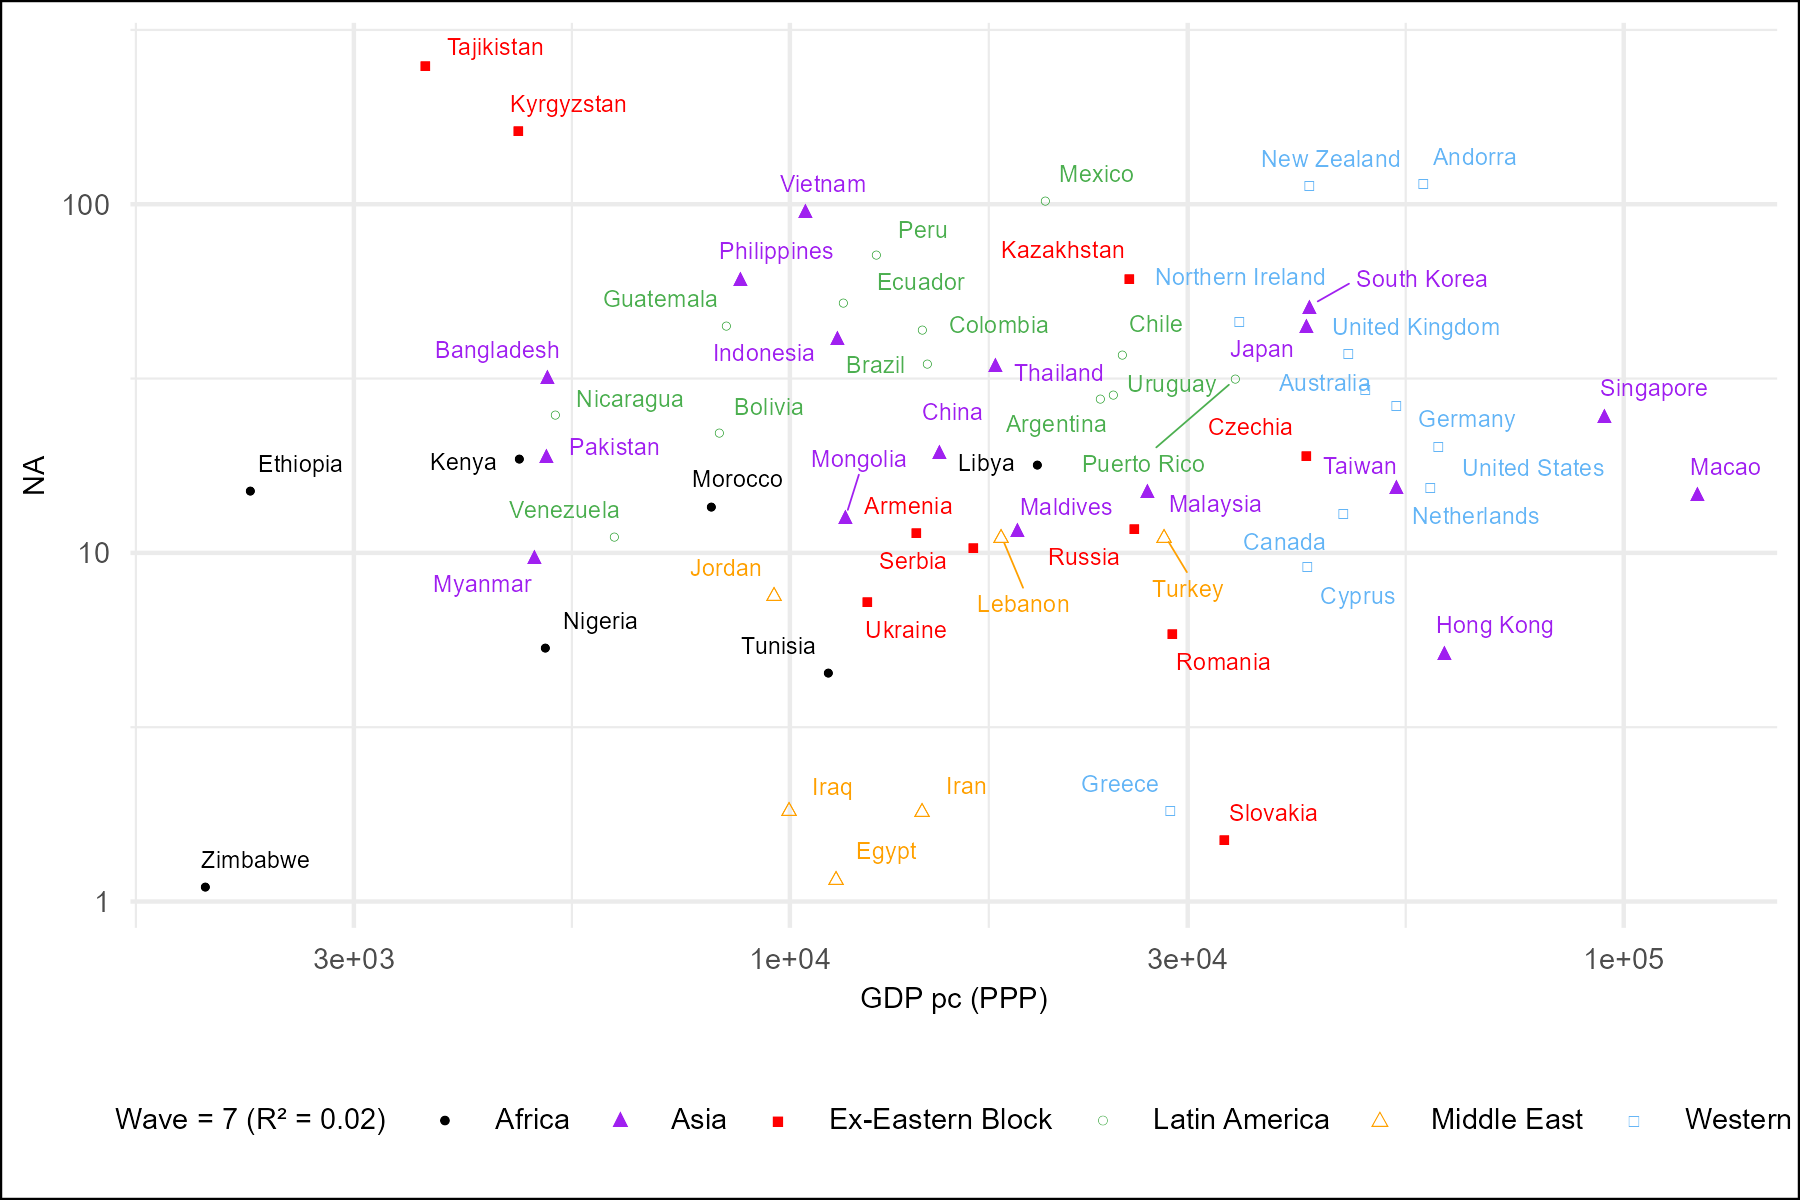 Tajikistan
Kyrgyzstan
New Zealand
Andorra
Mexico
Vietnam
100
Peru
Philippines
Kazakhstan
Northern Ireland
South Korea
Ecuador
Guatemala
Colombia
Chile
United Kingdom
Bangladesh
Indonesia
Japan
Brazil
Thailand
Uruguay
Australia
Singapore
Nicaragua
Bolivia
China
Argentina
Czechia
Germany
Pakistan
Ethiopia
Kenya
Mongolia
Libya
Puerto Rico
Taiwan
United States
Macao
NA
Morocco
Venezuela
Armenia
Maldives
Malaysia
Netherlands
10
Canada
Serbia
Russia
Jordan
Myanmar
Lebanon
Turkey
Cyprus
Nigeria
Ukraine
Hong Kong
Tunisia
Romania
Iraq
Iran
Greece
Slovakia
Egypt
Zimbabwe
1
3e+03 1e+04 3e+04 1e+05
GDP pc (PPP)
Wave = 7 (R² = 0.02) Africa Asia Ex-Eastern Block Latin America Middle East Western